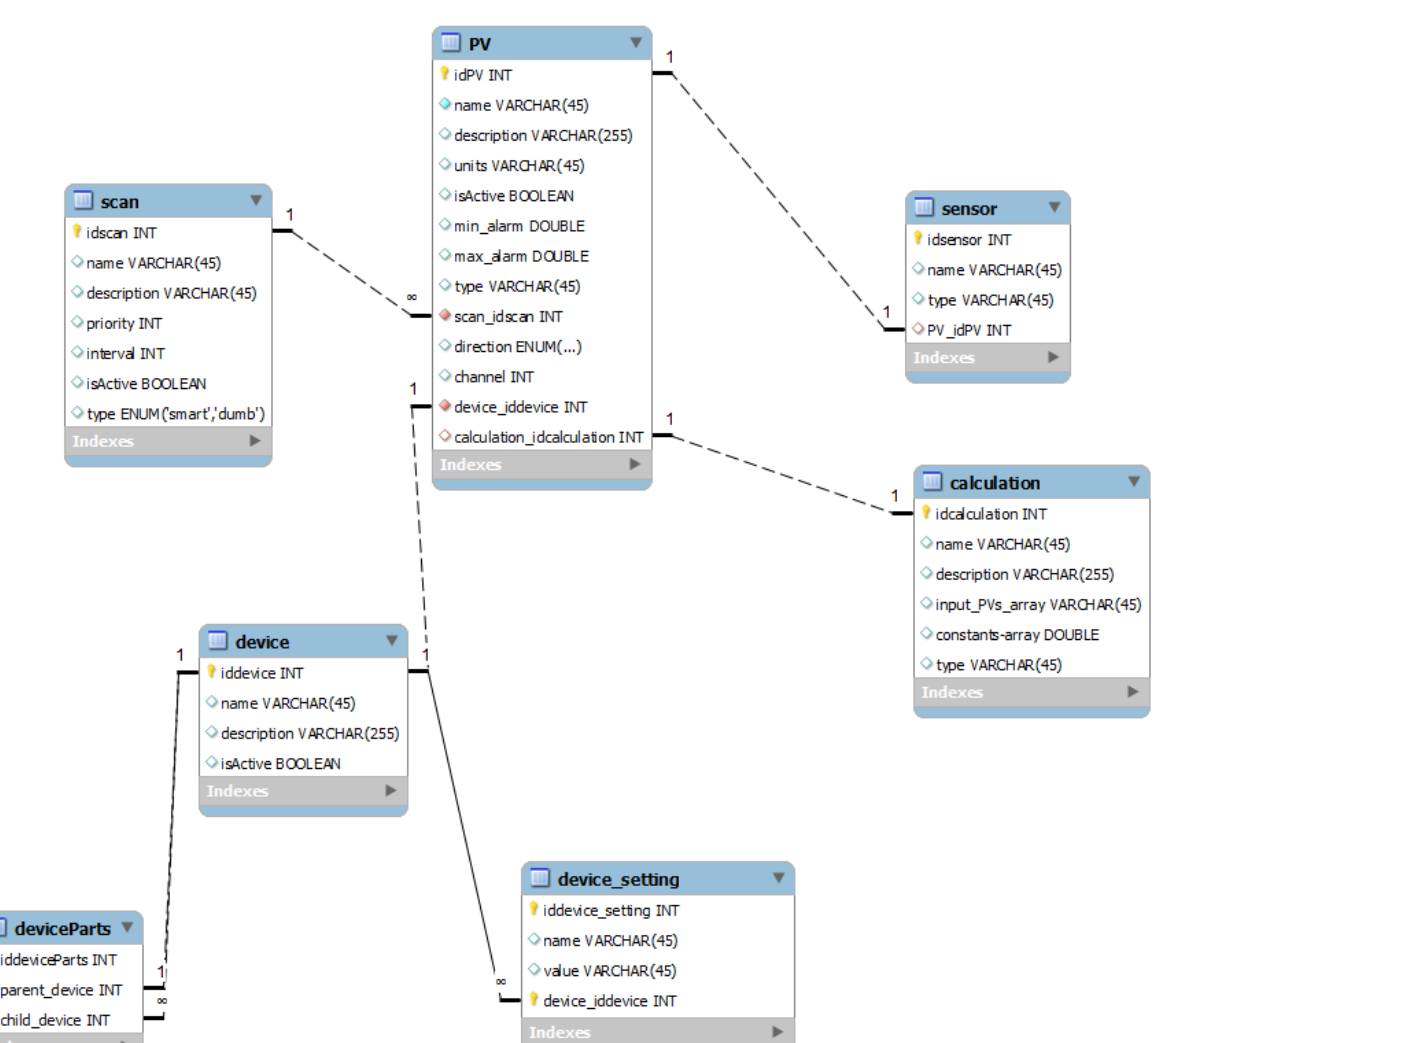 PV
idPV INT
name VARCHAR(45)
description VARCHAR(255)
units VARCHAR(45)
isActive BOOLEAN
min_alarm DOUBLE
max_alarm DOUBLE
type VARCHAR(45)
scan_idscan INT
direction ENUM(...)
channel INT
device_iddevice INT
calculation_idcalculation INT
Indexes
1
1
1
scan
idscan INT
name VARCHAR(45)
description VARCHAR(45)
priority INT
interval INT
isActive BOOLEAN
type ENUM('smart','dumb')
Indexes
1
∞
sensor
idsensor INT
name VARCHAR(45)
type VARCHAR(45)
PV_idPV INT
Indexes
1
calculation
idcalculation INT
name VARCHAR(45)
description VARCHAR(255)
input_PVs_array VARCHAR(45)
constants-array DOUBLE
type VARCHAR(45)
Indexes
1
device
iddevice INT
name VARCHAR(45)
description VARCHAR(255)
isActive BOOLEAN
Indexes
1
1
device_setting
iddevice_setting INT
name VARCHAR(45)
value VARCHAR(45)
device_iddevice INT
Indexes
∞
deviceParts
iddeviceParts INT
parent_device INT
child_device INT
1
∞